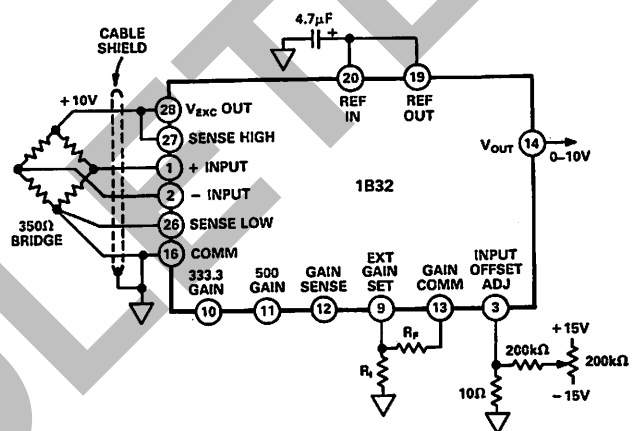 4.7μF
+
CABLE
SHIELD
20
19
REF
IN
REF
OUT
+10V
28
VEXC OUT
27
SENSE HIGH
1
+ INPUT
2
– INPUT
26
SENSE LOW
16
COMM
350Ω
BRIDGE
1B32
VOUT
14
0–10V
333.3
GAIN
500
GAIN
GAIN
SENSE
EXT
GAIN
SET
GAIN
COMM
INPUT
OFFSET
ADJ
10
11
12
9
13
3
RF
RI
+15V
200kΩ
200kΩ
10Ω
–15V